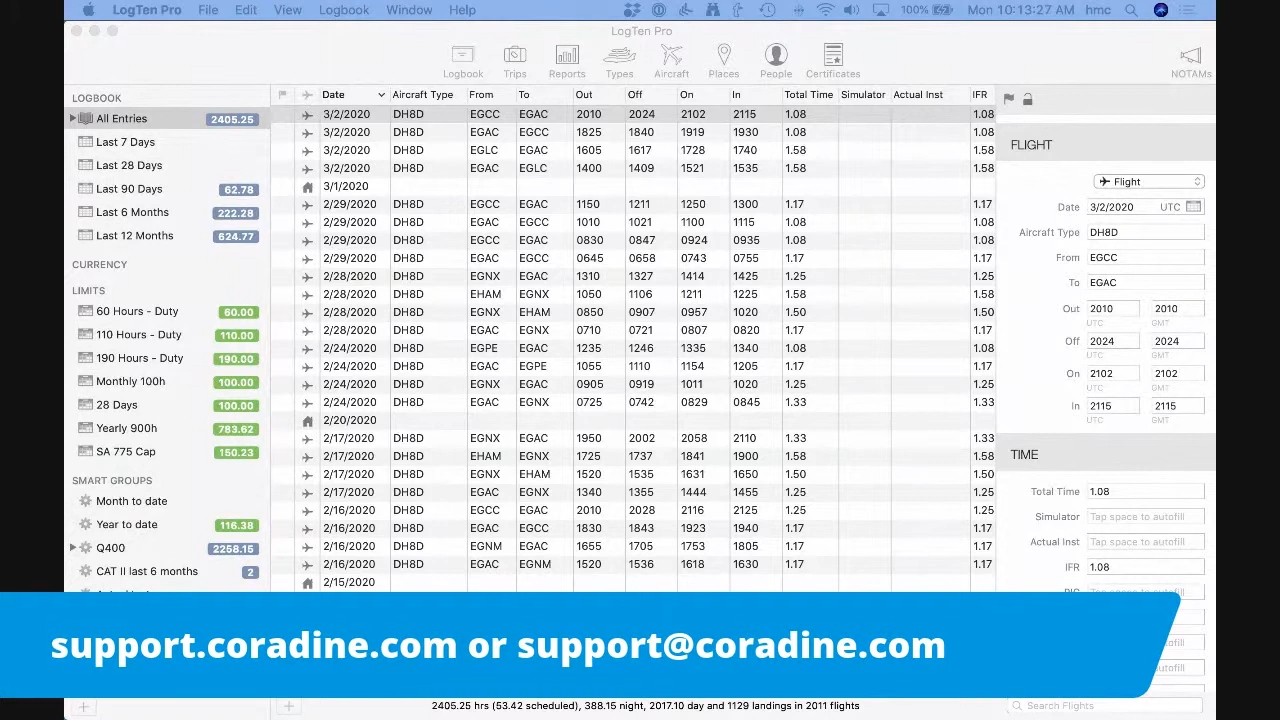 LogTen Pro File Edit View Logbook Window Help 100% Mon 10:13:27 AM hmc
LogTen Pro
Logbook Trips Reports Types Aircraft Places People Certificates NOTAMs
LOGBOOK
All Entries 2405.25
Last 7 Days
Last 28 Days
Last 90 Days 62.78
Last 6 Months 222.28
Last 12 Months 624.77
CURRENCY
LIMITS
60 Hours - Duty 60.00
110 Hours - Duty 110.00
190 Hours - Duty 190.00
Monthly 100h 100.00
28 Days 100.00
Yearly 900h 783.62
SA 775 Cap 150.23
SMART GROUPS
Month to date
Year to date 116.38
Q400 2258.15
CAT II last 6 months 2
Date Aircraft Type From To Out Off On In Total Time Simulator Actual Inst IFR
3/2/2020 DH8D EGCC EGAC 2010 2024 2102 2115 1.08 1.08
3/2/2020 DH8D EGAC EGCC 1825 1840 1919 1930 1.08 1.08
3/2/2020 DH8D EGLC EGAC 1605 1617 1728 1740 1.58 1.58
3/2/2020 DH8D EGAC EGLC 1400 1409 1521 1535 1.58 1.58
3/1/2020
2/29/2020 DH8D EGCC EGAC 1150 1211 1250 1300 1.17 1.17
2/29/2020 DH8D EGAC EGCC 1010 1021 1100 1115 1.08 1.08
2/29/2020 DH8D EGCC EGAC 0830 0847 0924 0935 1.08 1.08
2/29/2020 DH8D EGAC EGCC 0645 0658 0743 0755 1.17 1.17
2/28/2020 DH8D EGNX EGAC 1310 1327 1414 1425 1.25 1.25
2/28/2020 DH8D EHAM EGNX 1050 1106 1211 1225 1.58 1.58
2/28/2020 DH8D EGNX EHAM 0850 0907 0957 1020 1.50 1.50
2/28/2020 DH8D EGAC EGNX 0710 0721 0807 0820 1.17 1.17
2/24/2020 DH8D EGPE EGAC 1235 1246 1335 1340 1.08 1.08
2/24/2020 DH8D EGAC EGPE 1055 1110 1154 1205 1.17 1.17
2/24/2020 DH8D EGNX EGAC 0905 0919 1011 1020 1.25 1.25
2/24/2020 DH8D EGAC EGNX 0725 0742 0829 0845 1.33 1.33
2/20/2020
2/17/2020 DH8D EGNX EGAC 1950 2002 2058 2110 1.33 1.33
2/17/2020 DH8D EHAM EGNX 1725 1737 1841 1900 1.58 1.58
2/17/2020 DH8D EGNX EHAM 1520 1535 1631 1650 1.50 1.50
2/17/2020 DH8D EGAC EGNX 1340 1355 1444 1455 1.25 1.25
2/16/2020 DH8D EGCC EGAC 2010 2028 2116 2125 1.25 1.25
2/16/2020 DH8D EGAC EGCC 1830 1843 1923 1940 1.17 1.17
2/16/2020 DH8D EGNM EGAC 1655 1705 1753 1805 1.17 1.17
2/16/2020 DH8D EGAC EGNM 1520 1536 1618 1630 1.17 1.17
2/15/2020
FLIGHT
Flight
Date 3/2/2020 UTC
Aircraft Type DH8D
From EGCC
To EGAC
Out 2010 2010
UTC GMT
Off 2024 2024
UTC GMT
On 2102 2102
UTC GMT
In 2115 2115
UTC GMT
TIME
Total Time 1.08
Simulator Tap space to autofill
Actual Inst Tap space to autofill
IFR 1.08
support.coradine.com or support@coradine.com
2405.25 hrs (53.42 scheduled), 388.15 night, 2017.10 day and 1129 landings in 2011 flights
Search Flights